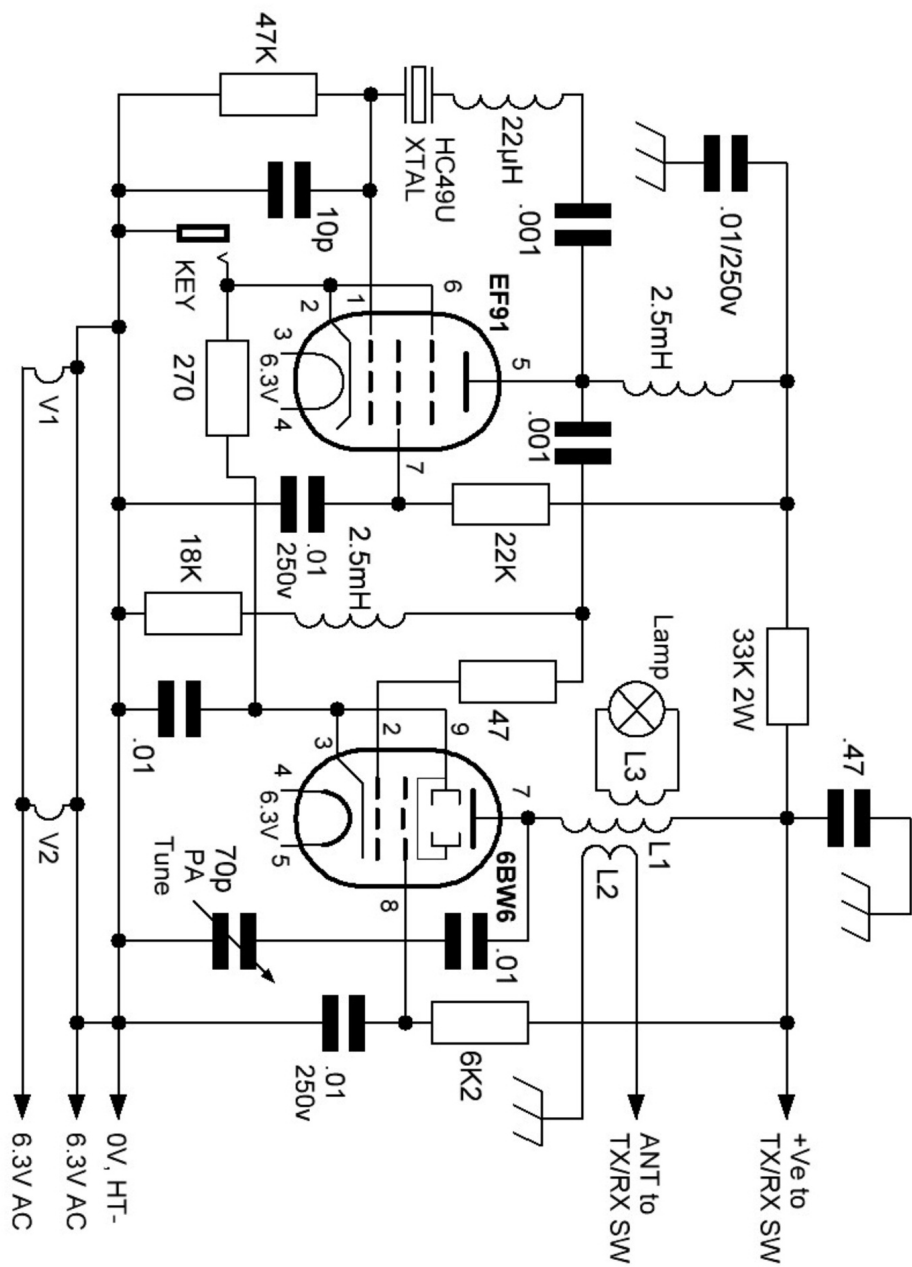 .01/250v
2.5mH
33K 2W
.47
+Ve to
TX/RX SW
.001
22µH
HC49U
XTAL
47K
10p
KEY
270
EF91
1
2
3
4
5
6
7
6.3V
.001
22K
.01
250v
2.5mH
18K
Lamp
L3
L1
L2
47
6BW6
2
3
4
5
7
8
9
6.3V
.01
70p
PA
Tune
.01
6K2
.01
250v
ANT to
TX/RX SW
V1
V2
0V, HT-
6.3V AC
6.3V AC